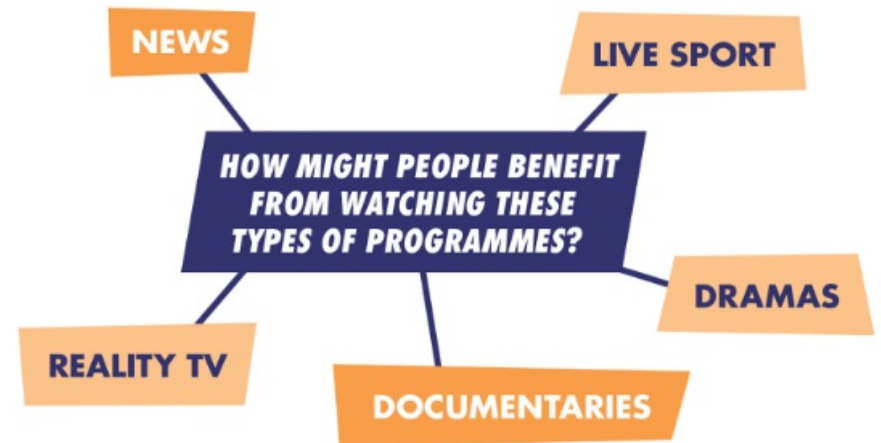 NEWS
LIVE SPORT
HOW MIGHT PEOPLE BENEFIT
FROM WATCHING THESE
TYPES OF PROGRAMMES?
DRAMAS
REALITY TV
DOCUMENTARIES